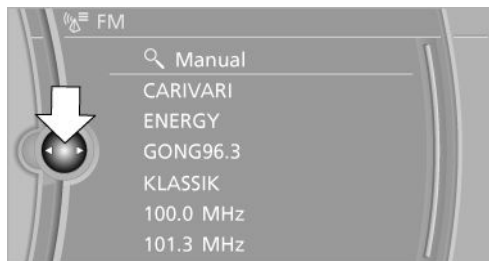 FM
Manual
CARIVARI
ENERGY
GONG96.3
KLASSIK
100.0 MHz
101.3 MHz